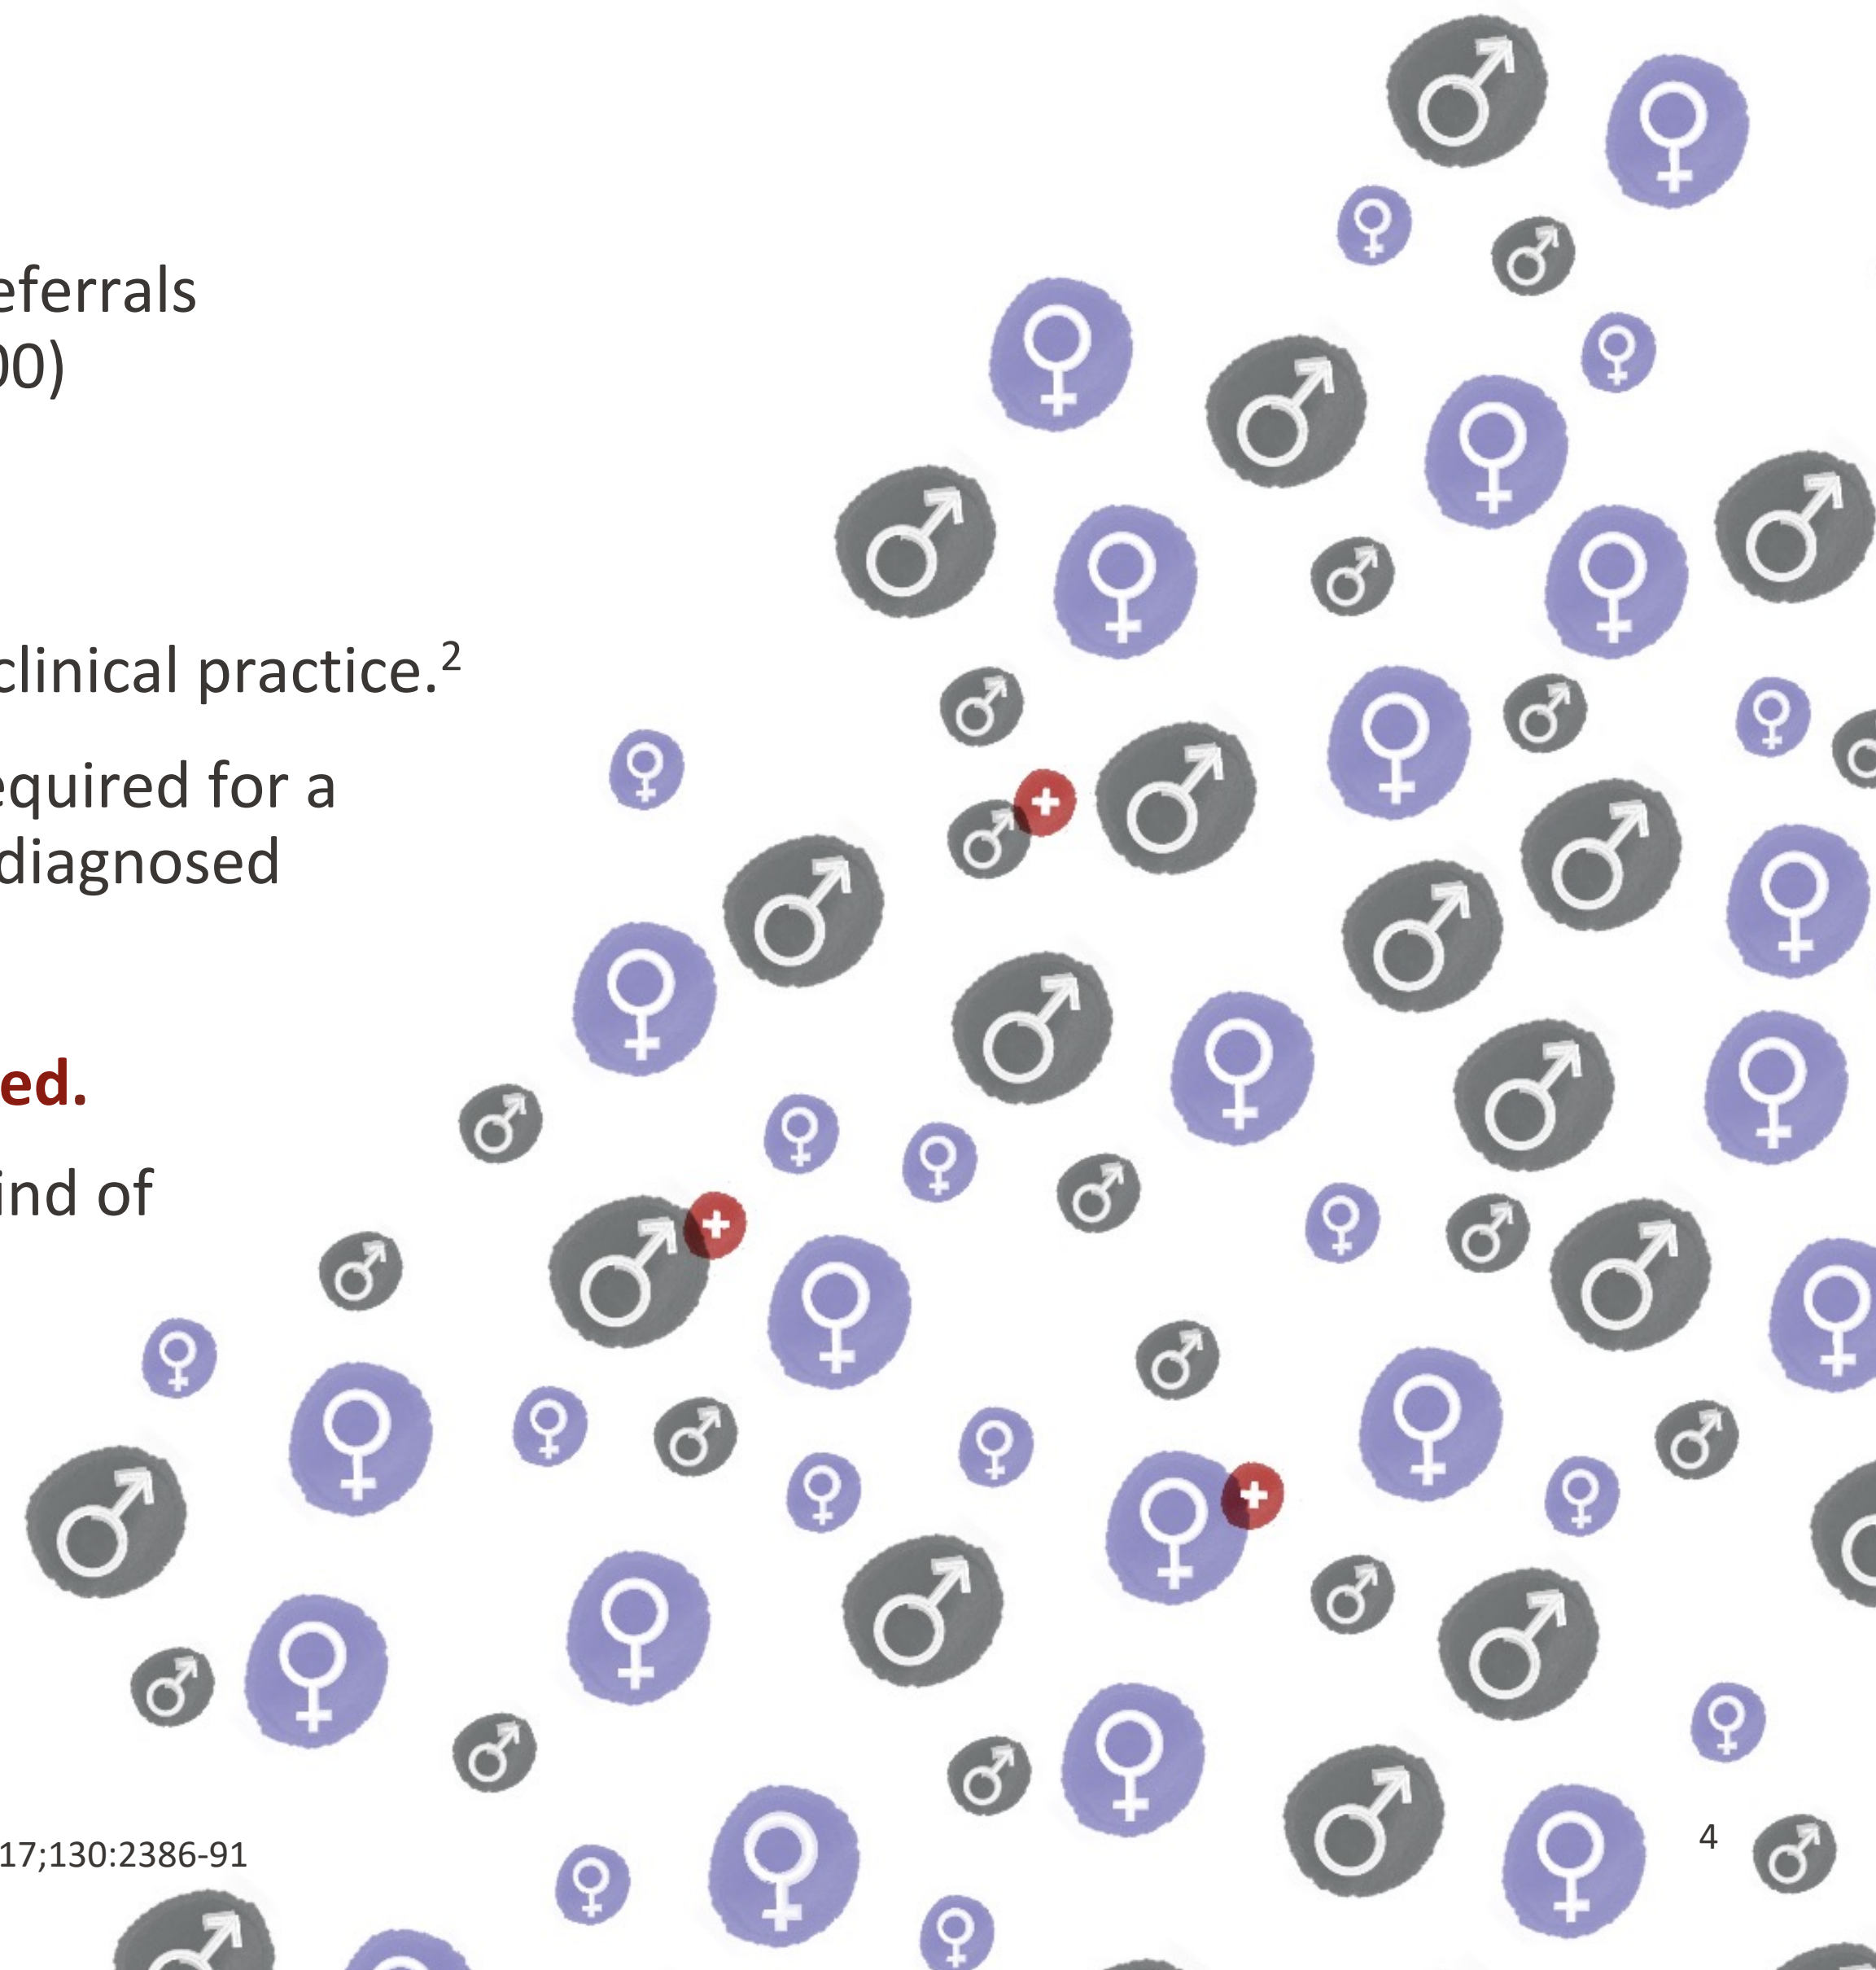 eferrals
00)
clinical practice.²
equired for a
diagnosed
ed.
ind of
17;130:2386-91
4